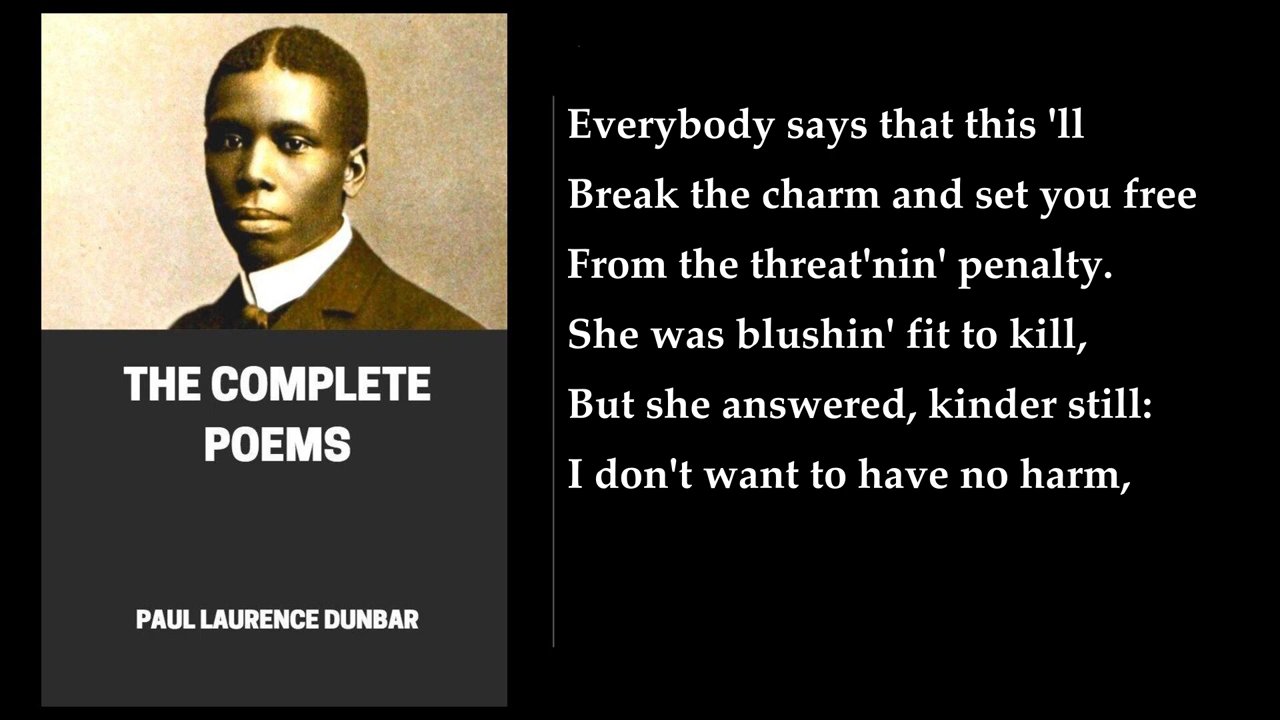 THE COMPLETE
POEMS
PAUL LAURENCE DUNBAR
Everybody says that this 'll
Break the charm and set you free
From the threat'nin' penalty.
She was blushin' fit to kill,
But she answered, kinder still:
I don't want to have no harm,